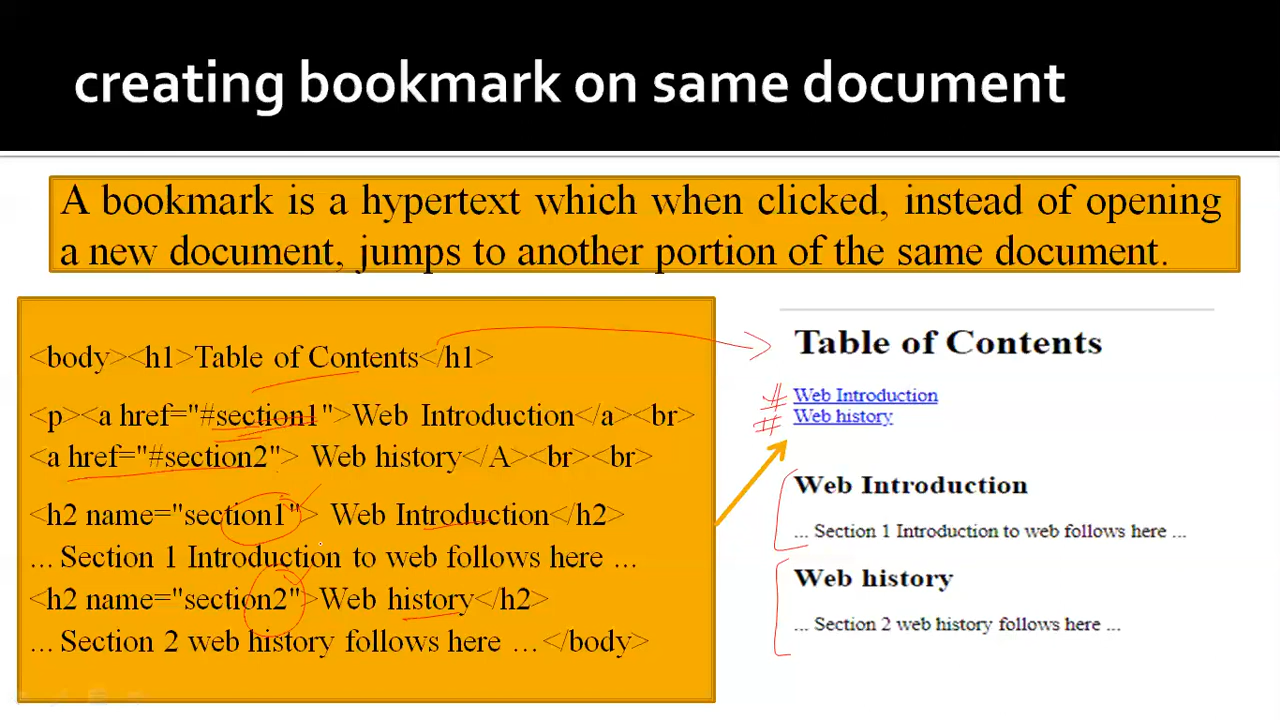 creating bookmark on same document
A bookmark is a hypertext which when clicked, instead of opening
a new document, jumps to another portion of the same document.
<body><h1>Table of Contents</h1>
<p><a href="#section1">Web Introduction</a><br>
<a href="#section2"> Web history</A><br><br>
<h2 name="section1"> Web Introduction</h2>
... Section 1 Introduction to web follows here ...
<h2 name="section2">Web history</h2>
... Section 2 web history follows here ...</body>
Table of Contents
# Web Introduction
# Web history
Web Introduction
... Section 1 Introduction to web follows here ...
Web history
... Section 2 web history follows here ...